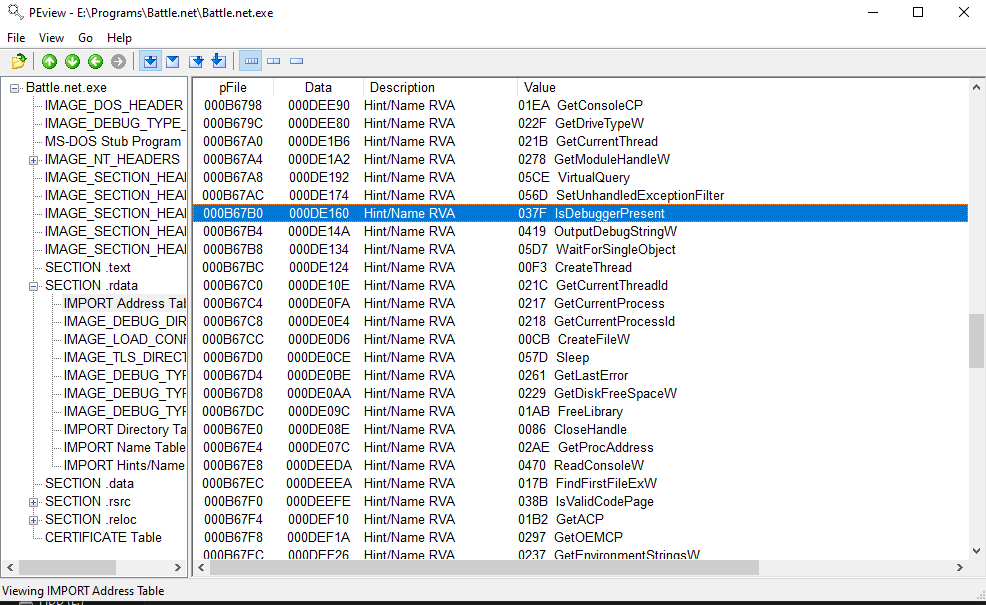 PEview - E:\Programs\Battle.net\Battle.net.exe
File View Go Help
Battle.net.exe
IMAGE_DOS_HEADER
IMAGE_DEBUG_TYPE_
MS-DOS Stub Program
IMAGE_NT_HEADERS
IMAGE_SECTION_HEAI
IMAGE_SECTION_HEAI
IMAGE_SECTION_HEAI
IMAGE_SECTION_HEAI
IMAGE_SECTION_HEAI
SECTION .text
SECTION .rdata
IMPORT Address Tab
IMAGE_DEBUG_DIR
IMAGE_LOAD_CONF
IMAGE_TLS_DIRECT
IMAGE_DEBUG_TYF
IMAGE_DEBUG_TYF
IMAGE_DEBUG_TYF
IMPORT Directory Ta
IMPORT Name Table
IMPORT Hints/Name
SECTION .data
SECTION .rsrc
SECTION .reloc
CERTIFICATE Table
pFile Data Description Value
000B6798 000DEE90 Hint/Name RVA 01EA GetConsoleCP
000B679C 000DEE80 Hint/Name RVA 022F GetDriveTypeW
000B67A0 000DE1B6 Hint/Name RVA 021B GetCurrentThread
000B67A4 000DE1A2 Hint/Name RVA 0278 GetModuleHandleW
000B67A8 000DE192 Hint/Name RVA 05CE VirtualQuery
000B67AC 000DE174 Hint/Name RVA 056D SetUnhandledExceptionFilter
000B67B0 000DE160 Hint/Name RVA 037F IsDebuggerPresent
000B67B4 000DE14A Hint/Name RVA 0419 OutputDebugStringW
000B67B8 000DE134 Hint/Name RVA 05D7 WaitForSingleObject
000B67BC 000DE124 Hint/Name RVA 00F3 CreateThread
000B67C0 000DE10E Hint/Name RVA 021C GetCurrentThreadId
000B67C4 000DE0FA Hint/Name RVA 0217 GetCurrentProcess
000B67C8 000DE0E4 Hint/Name RVA 0218 GetCurrentProcessId
000B67CC 000DE0D6 Hint/Name RVA 00CB CreateFileW
000B67D0 000DE0CE Hint/Name RVA 057D Sleep
000B67D4 000DE0BE Hint/Name RVA 0261 GetLastError
000B67D8 000DE0AA Hint/Name RVA 0229 GetDiskFreeSpaceW
000B67DC 000DE09C Hint/Name RVA 01AB FreeLibrary
000B67E0 000DE08E Hint/Name RVA 0086 CloseHandle
000B67E4 000DE07C Hint/Name RVA 02AE GetProcAddress
000B67E8 000DEEDA Hint/Name RVA 0470 ReadConsoleW
000B67EC 000DEEEA Hint/Name RVA 017B FindFirstFileExW
000B67F0 000DEEFE Hint/Name RVA 038B IsValidCodePage
000B67F4 000DEF10 Hint/Name RVA 01B2 GetACP
000B67F8 000DEF1A Hint/Name RVA 0297 GetOEMCP
000B67FC 000DEF26 Hint/Name RVA 0237 GetEnvironmentStringsW
Viewing IMPORT Address Table